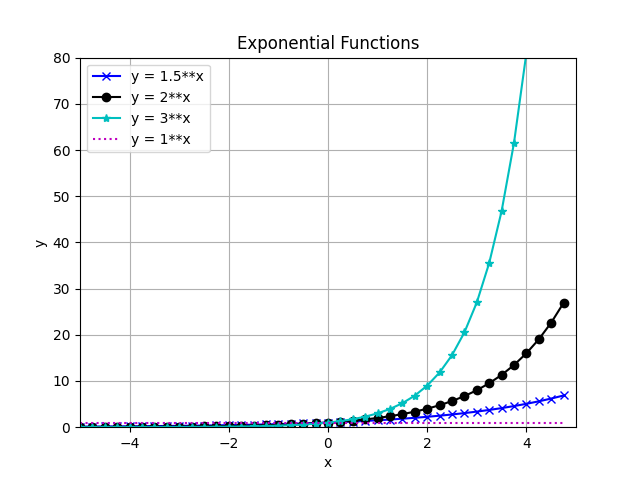 Exponential Functions
y = 1.5**x
y = 2**x
y = 3**x
y = 1**x
80
70
60
50
40
30
20
10
0
y
−4 −2 0 2 4
x